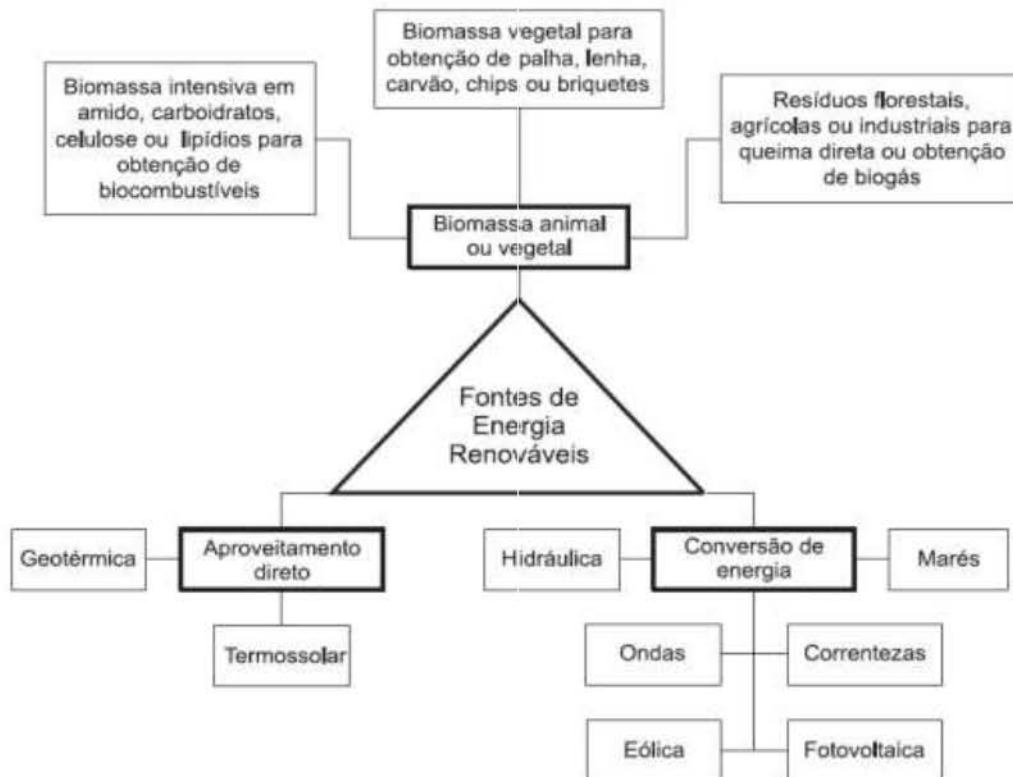 Biomassa vegetal para
obtenção de palha, lenha,
carvão, chips ou briquetes
Biomassa intensiva em
amido, carboidratos,
celulose ou lipídios para
obtenção de
biocombustíveis
Resíduos florestais,
agrícolas ou industriais para
queima direta ou obtenção
de biogás
Biomassa animal
ou vegetal
Fontes de
Energia
Renováveis
Geotérmica
Aproveitamento
direto
Termossolar
Hidráulica
Conversão de
energia
Marés
Ondas
Correntezas
Eólica
Fotovoltaica